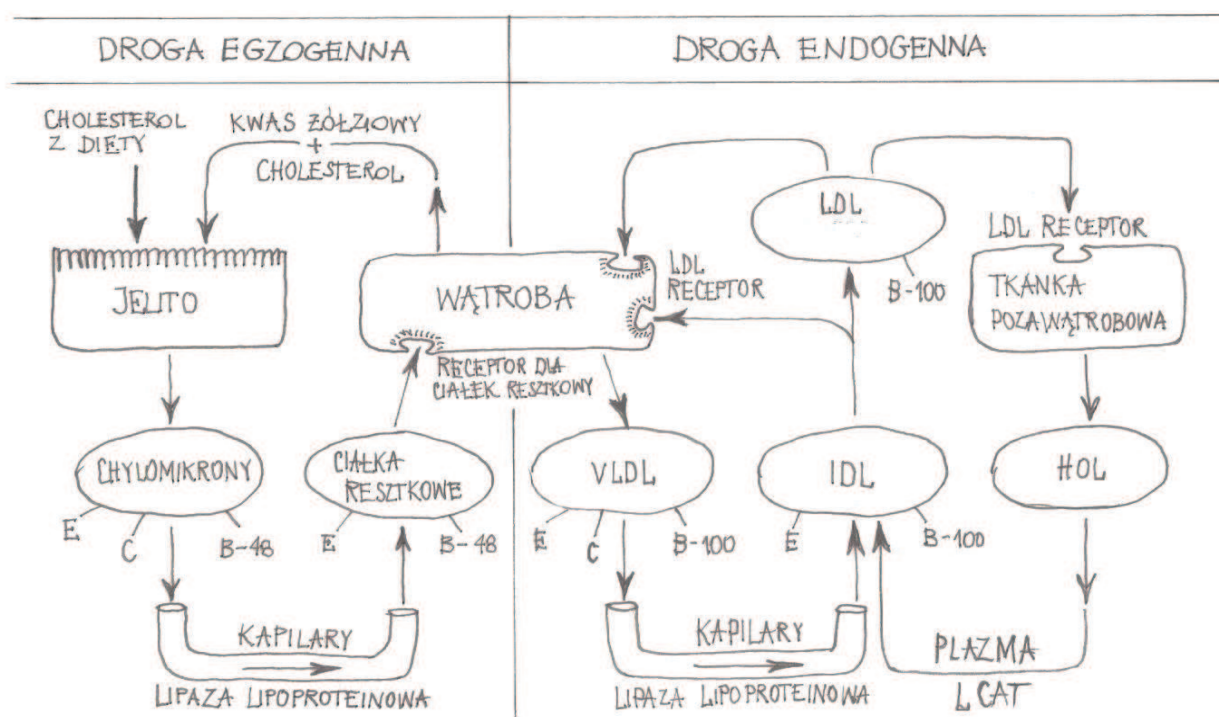 DROGA EGZOGENNA
DROGA ENDOGENNA
CHOLESTEROL
Z DIETY
KWAS ŻÓŁZIOWY
+
CHOLESTEROL
LDL
LDL RECEPTOR
B-100
JELITO
WĄTROBA
LDL
RECEPTOR
TKANKA
POZAWĄTROBOWA
RECEPTOR DLA
CIAŁEK RESZTKOWY
CHYLOMIKRONY
CIAŁKA
RESZTKOWE
VLDL
IDL
HOL
E
C
B-48
E
B-48
E
C
B-100
E
B-100
KAPILARY
LIPAZA LIPOPROTEINOWA
KAPILARY
LIPAZA LIPOPROTEINOWA
PLAZMA
LCAT